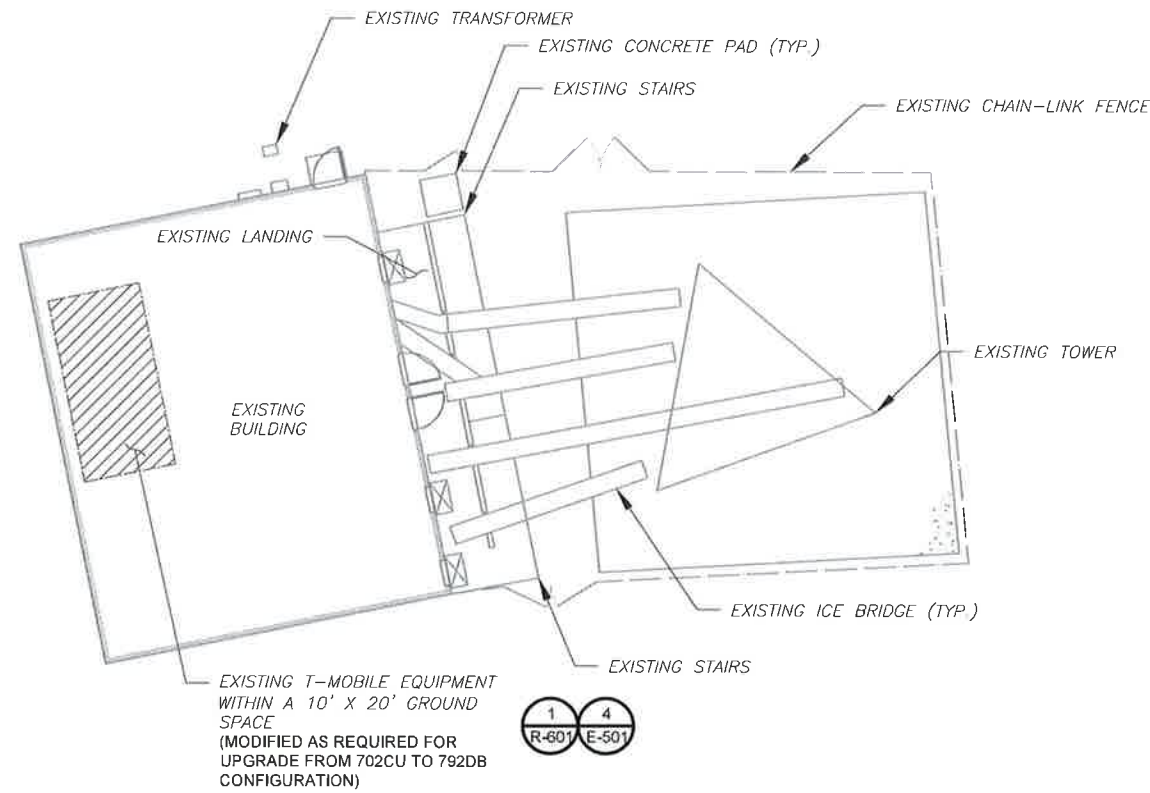 EXISTING TRANSFORMER
EXISTING CONCRETE PAD (TYP.)
EXISTING STAIRS
EXISTING CHAIN-LINK FENCE
EXISTING LANDING
EXISTING TOWER
EXISTING
BUILDING
EXISTING ICE BRIDGE (TYP.)
EXISTING STAIRS
EXISTING T-MOBILE EQUIPMENT
WITHIN A 10' X 20' GROUND
SPACE
(MODIFIED AS REQUIRED FOR
UPGRADE FROM 702CU TO 792DB
CONFIGURATION)
1 4
R-601 E-501